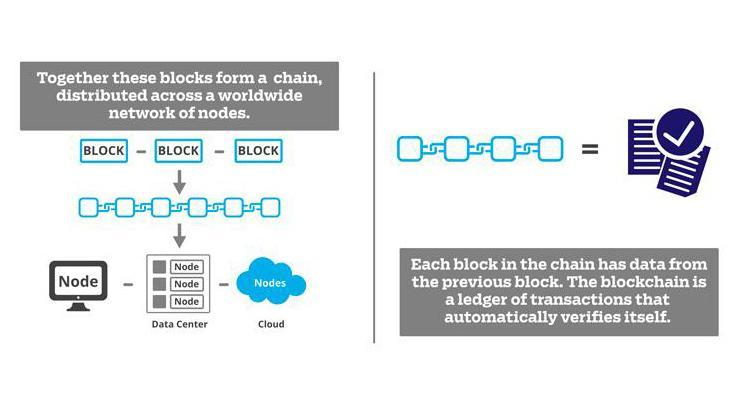 Together these blocks form a chain,
distributed across a worldwide
network of nodes.
BLOCK - BLOCK - BLOCK
Node
Node
Node
Node
Nodes
Data Center
Cloud
=
Each block in the chain has data from
the previous block. The blockchain is
a ledger of transactions that
automatically verifies itself.